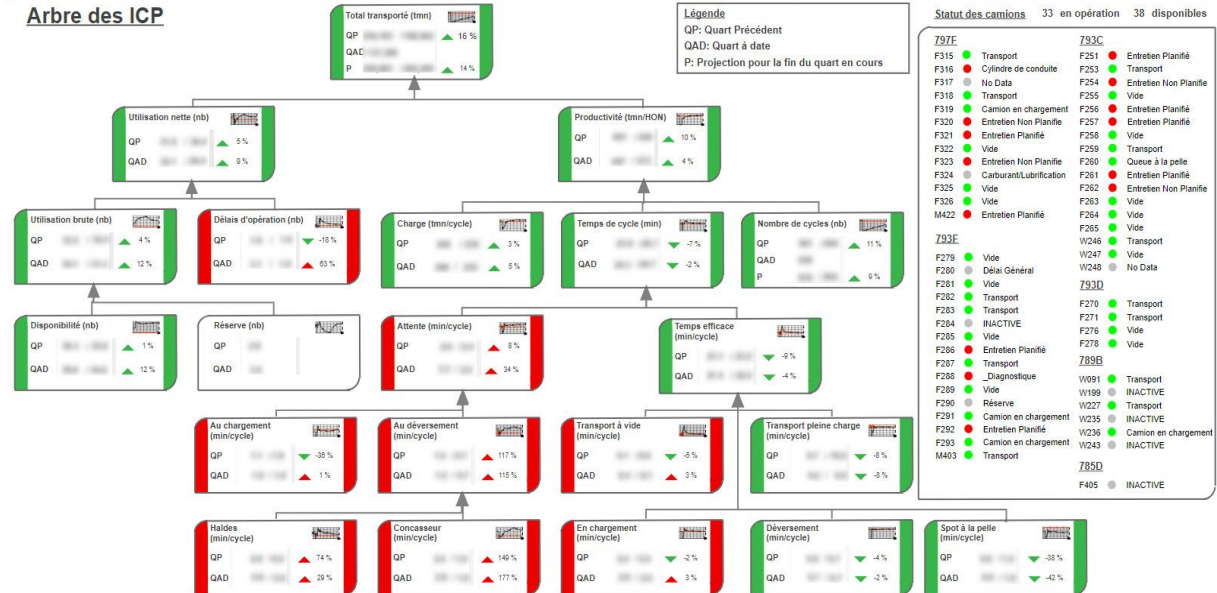 Arbre des ICP
Total transporté (tmn)
QP 16 %
QAD
P 14 %
Légende
QP: Quart Précédent
QAD: Quart à date
P: Projection pour la fin du quart en cours
Utilisation nette (nb)
QP 5 %
QAD 9 %
Productivité (tmn/HON)
QP 10 %
QAD 4 %
Utilisation brute (nb)
QP 4 %
QAD 12 %
Délais d'opération (nb)
QP -18 %
QAD 63 %
Charge (tmn/cycle)
QP 3 %
QAD 5 %
Temps de cycle (min)
QP -7 %
QAD -2 %
Nombre de cycles (nb)
QP 11 %
QAD
P 9 %
Disponibilité (nb)
QP 1 %
QAD 12 %
Réserve (nb)
QP
QAD
Attente (min/cycle)
QP 8 %
QAD 34 %
Temps efficace
(min/cycle)
QP -9 %
QAD -4 %
Au chargement
(min/cycle)
QP -36 %
QAD 1 %
Au déversement
(min/cycle)
QP 117 %
QAD 115 %
Transport à vide
(min/cycle)
QP -5 %
QAD 3 %
Transport pleine charge
(min/cycle)
QP -8 %
QAD -8 %
Haldes
(min/cycle)
QP 74 %
QAD 29 %
Concasseur
(min/cycle)
QP 149 %
QAD 177 %
En chargement
(min/cycle)
QP -2 %
QAD 3 %
Déversement
(min/cycle)
QP -4 %
QAD -2 %
Spot à la pelle
(min/cycle)
QP -38 %
QAD -42 %
Statut des camions 33 en opération 38 disponibles
797F
F315 Transport
F316 Cylindre de conduite
F317 No Data
F318 Transport
F319 Camion en chargement
F320 Entretien Non Planifie
F321 Entretien Planifié
F322 Vide
F323 Entretien Non Planifie
F324 Carburant/Lubrification
F325 Vide
F326 Vide
M422 Entretien Planifié
793F
F279 Vide
F280 Délai Général
F281 Vide
F282 Transport
F283 Transport
F284 INACTIVE
F285 Vide
F286 Entretien Planifié
F287 Transport
F288 _Diagnostique
F289 Vide
F290 Réserve
F291 Camion en chargement
F292 Entretien Planifié
F293 Camion en chargement
M403 Transport
793C
F251 Entretien Planifié
F253 Transport
F254 Entretien Non Planifie
F255 Vide
F256 Entretien Planifié
F257 Entretien Planifié
F258 Vide
F259 Transport
F260 Queue à la pelle
F261 Entretien Planifié
F262 Entretien Non Planifie
F263 Vide
F264 Vide
F265 Vide
W246 Transport
W247 Vide
W248 No Data
793D
F270 Transport
F271 Transport
F276 Vide
F278 Vide
789B
W091 Transport
W199 INACTIVE
W227 Transport
W235 INACTIVE
W236 Camion en chargement
W243 INACTIVE
785D
F405 INACTIVE